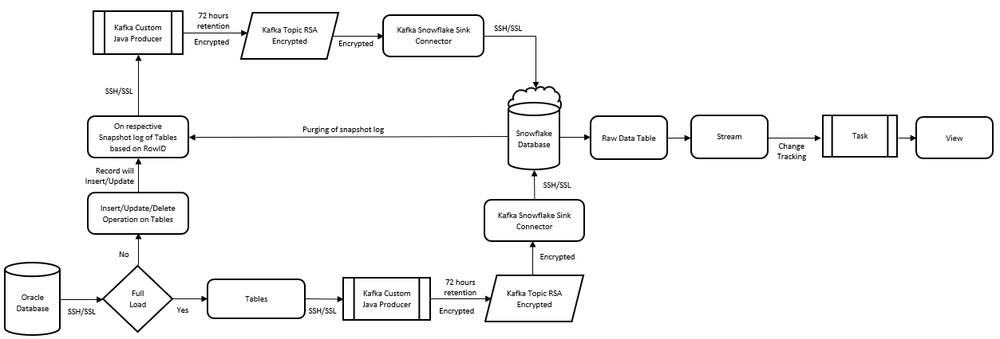 Kafka Custom
Java Producer
72 hours
retention
Encrypted
Kafka Topic RSA
Encrypted
Encrypted
Kafka Snowflake Sink
Connector
SSH/SSL
SSH/SSL
On respective
Snapshot log of Tables
based on RowID
Purging of snapshot log
Snowflake
Database
Raw Data Table
Stream
Change
Tracking
Task
View
Record will
Insert/Update
SSH/SSL
Insert/Update/Delete
Operation on Tables
Kafka Snowflake Sink
Connector
No
Encrypted
Oracle
Database
SSH/SSL
Full
Load
Yes
Tables
SSH/SSL
Kafka Custom
Java Producer
72 hours
retention
Encrypted
Kafka Topic RSA
Encrypted